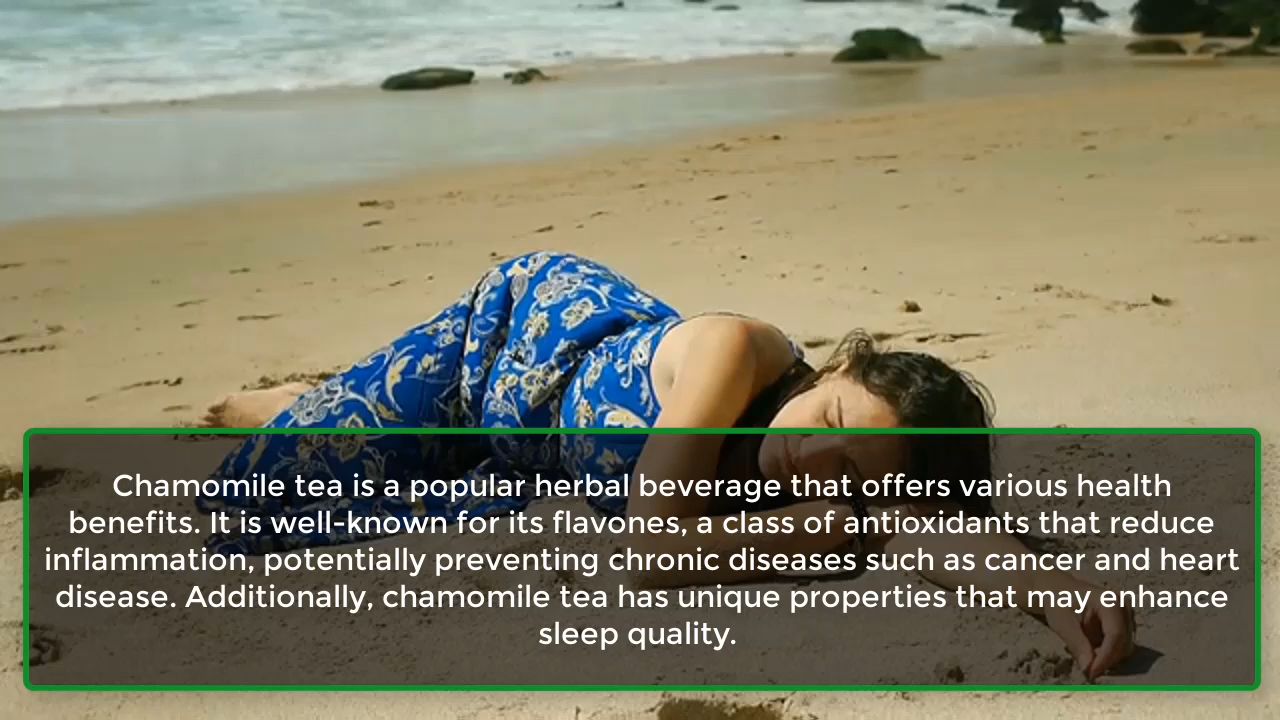 Chamomile tea is a popular herbal beverage that offers various health
benefits. It is well-known for its flavones, a class of antioxidants that reduce
inflammation, potentially preventing chronic diseases such as cancer and heart
disease. Additionally, chamomile tea has unique properties that may enhance
sleep quality.